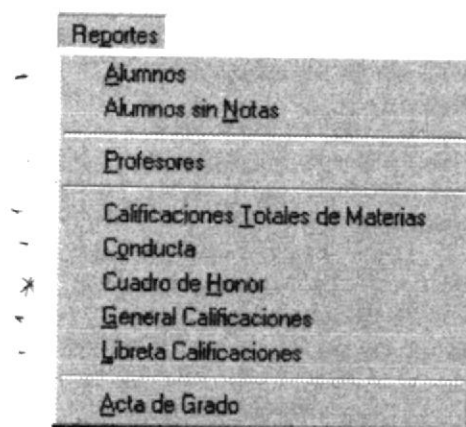 Reportes
Alumnos
Alumnos sin Notas
Profesores
Calificaciones Totales de Materias
Conducta
Cuadro de Honor
General Calificaciones
Libreta Calificaciones
Acta de Grado